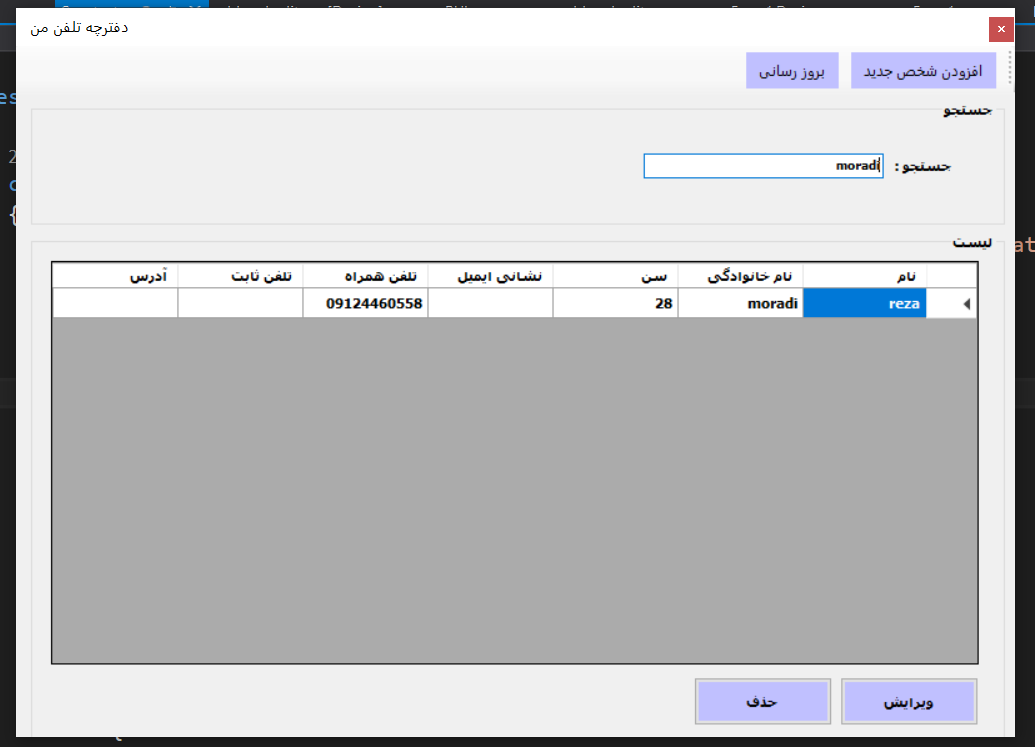 دفترچه تلفن من
افزودن شخص جدید بروز رسانی
جستجو
جستجو : moradi
لیست
نام نام خانوادگی سن نشانی ایمیل تلفن همراه تلفن ثابت آدرس
reza moradi 28 09124460558
ویرایش حذف